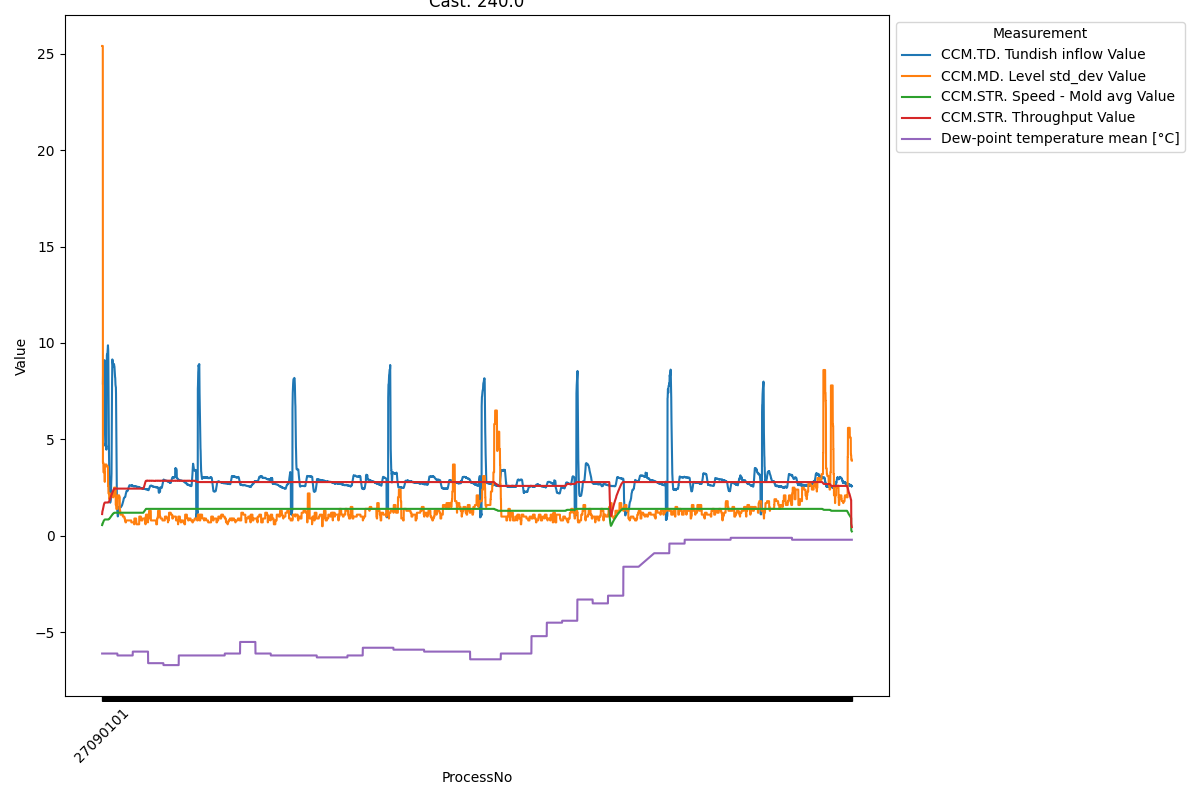 Cast: 240.0
Measurement
CCM.TD. Tundish inflow Value
CCM.MD. Level std_dev Value
CCM.STR. Speed - Mold avg Value
CCM.STR. Throughput Value
Dew-point temperature mean [°C]
25
20
15
10
5
0
−5
Value
27090101
ProcessNo